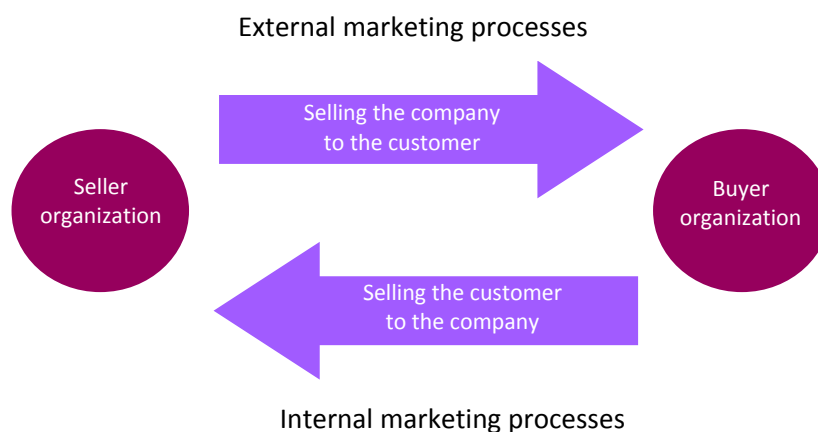 External marketing processes
Selling the company
to the customer
Seller
organization
Buyer
organization
Selling the customer
to the company
Internal marketing processes